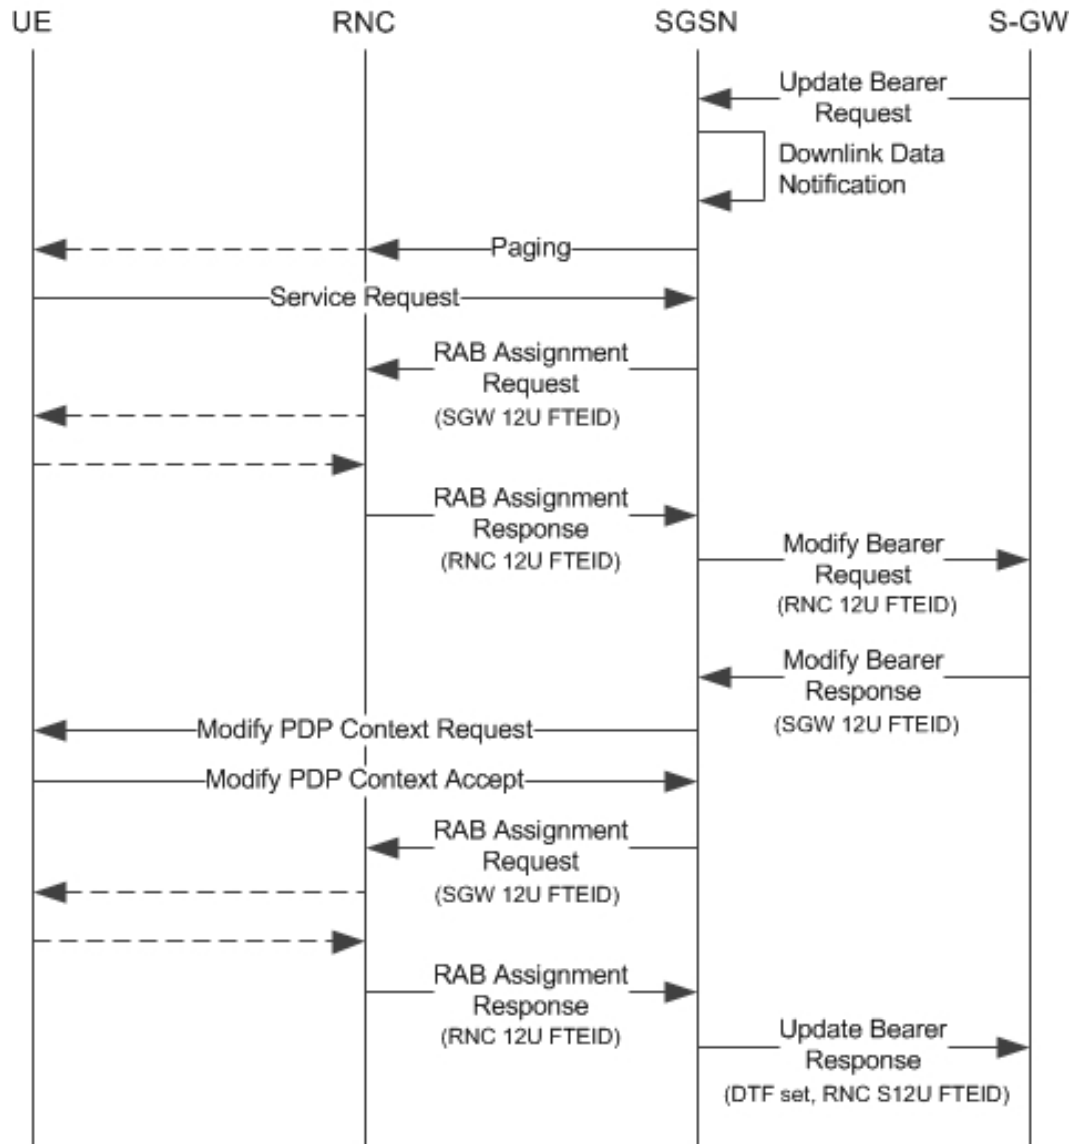 UE RNC SGSN S-GW
Update Bearer
Request
Downlink Data
Notification
Paging
Service Request
RAB Assignment
Request
(SGW 12U FTEID)
RAB Assignment
Response
(RNC 12U FTEID)
Modify Bearer
Request
(RNC 12U FTEID)
Modify Bearer
Response
(SGW 12U FTEID)
Modify PDP Context Request
Modify PDP Context Accept
RAB Assignment
Request
(SGW 12U FTEID)
RAB Assignment
Response
(RNC 12U FTEID)
Update Bearer
Response
(DTF set, RNC S12U FTEID)